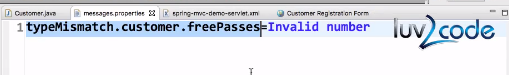 Customer.java messages.properties spring-mvc-demo-servlet.xml Customer Registration Form
1 typeMismatch.customer.freePasses=Invalid number
luv2code